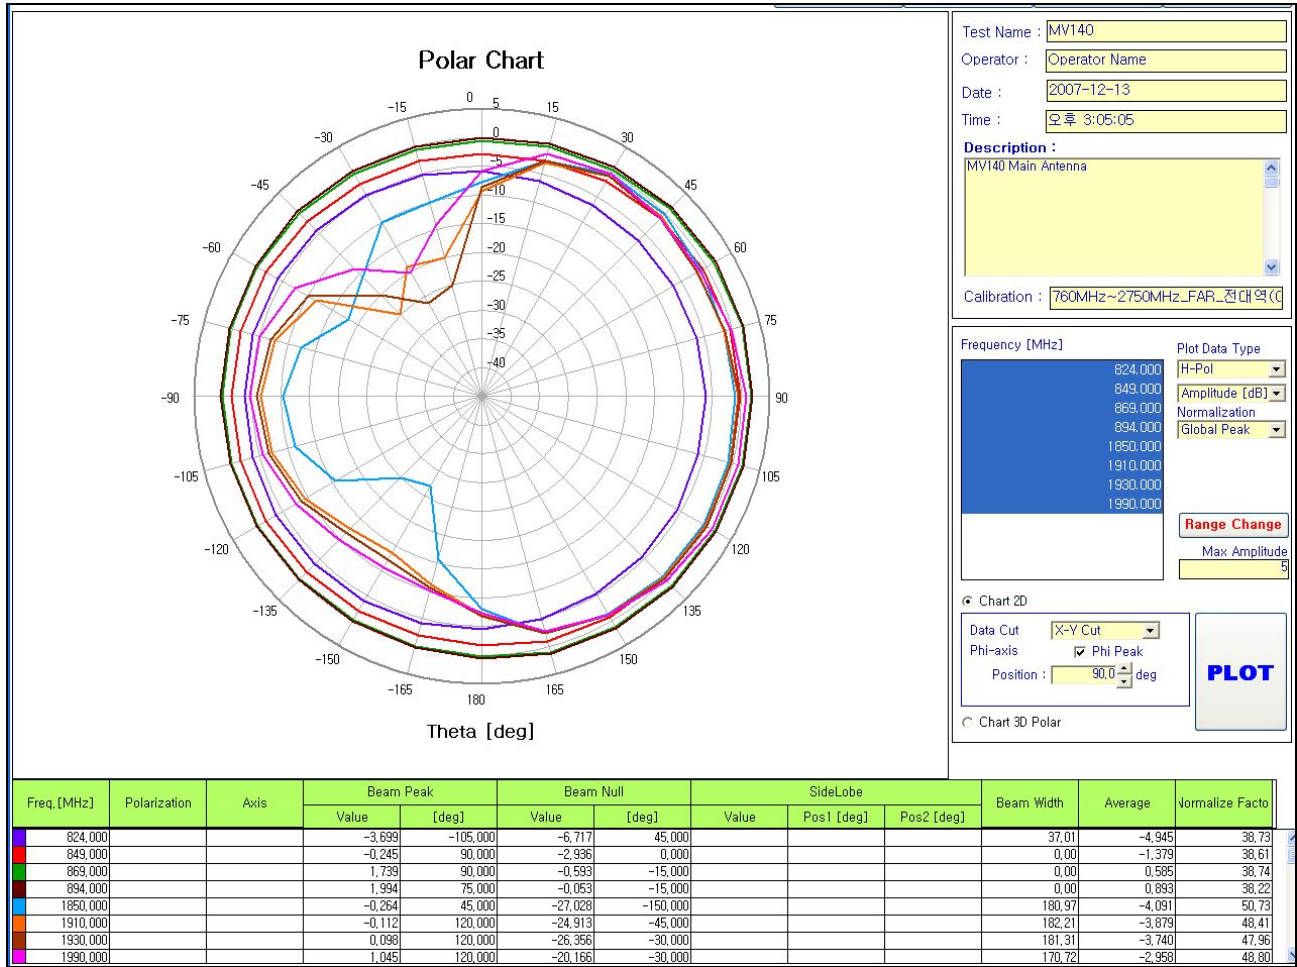 Polar Chart
0
5
-15
15
-30
30
-45
45
-60
60
-75
75
-90
90
-105
105
-120
120
-135
135
-150
150
-165
165
180
0
-5
-10
-15
-20
-25
-30
-35
-40
Theta [deg]
Test Name : MV140
Operator : Operator Name
Date : 2007-12-13
Time : 오후 3:05:05
Description :
MV140 Main Antenna
Calibration : 760MHz~2750MHz_FAR_전대역(0
Frequency [MHz]
824.000
849.000
869.000
894.000
1850.000
1910.000
1930.000
1990.000
Plot Data Type
H-Pol
Amplitude [dB]
Normalization
Global Peak
Range Change
Max Amplitude
5
Chart 2D
Data Cut X-Y Cut
Phi-axis Phi Peak
Position : 90.0 deg
PLOT
Chart 3D Polar
Freq.[MHz] Polarization Axis Beam Peak Beam Null SideLobe Beam Width Average Normalize Facto
Value [deg] Value [deg] Value Pos1 [deg] Pos2 [deg]
824,000 -3,699 -105,000 -6,717 45,000 37,01 -4,945 38,73
849,000 -0,245 90,000 -2,936 0,000 0,00 -1,379 38,61
869,000 1,739 90,000 -0,593 -15,000 0,00 0,585 38,74
894,000 1,994 75,000 -0,053 -15,000 0,00 0,893 38,22
1850,000 -0,264 45,000 -27,028 -150,000 180,97 -4,091 50,73
1910,000 -0,112 120,000 -24,913 -45,000 182,21 -3,879 48,41
1930,000 0,098 120,000 -26,356 -30,000 181,31 -3,740 47,96
1990,000 1,045 120,000 -20,166 -30,000 170,72 -2,958 48,80